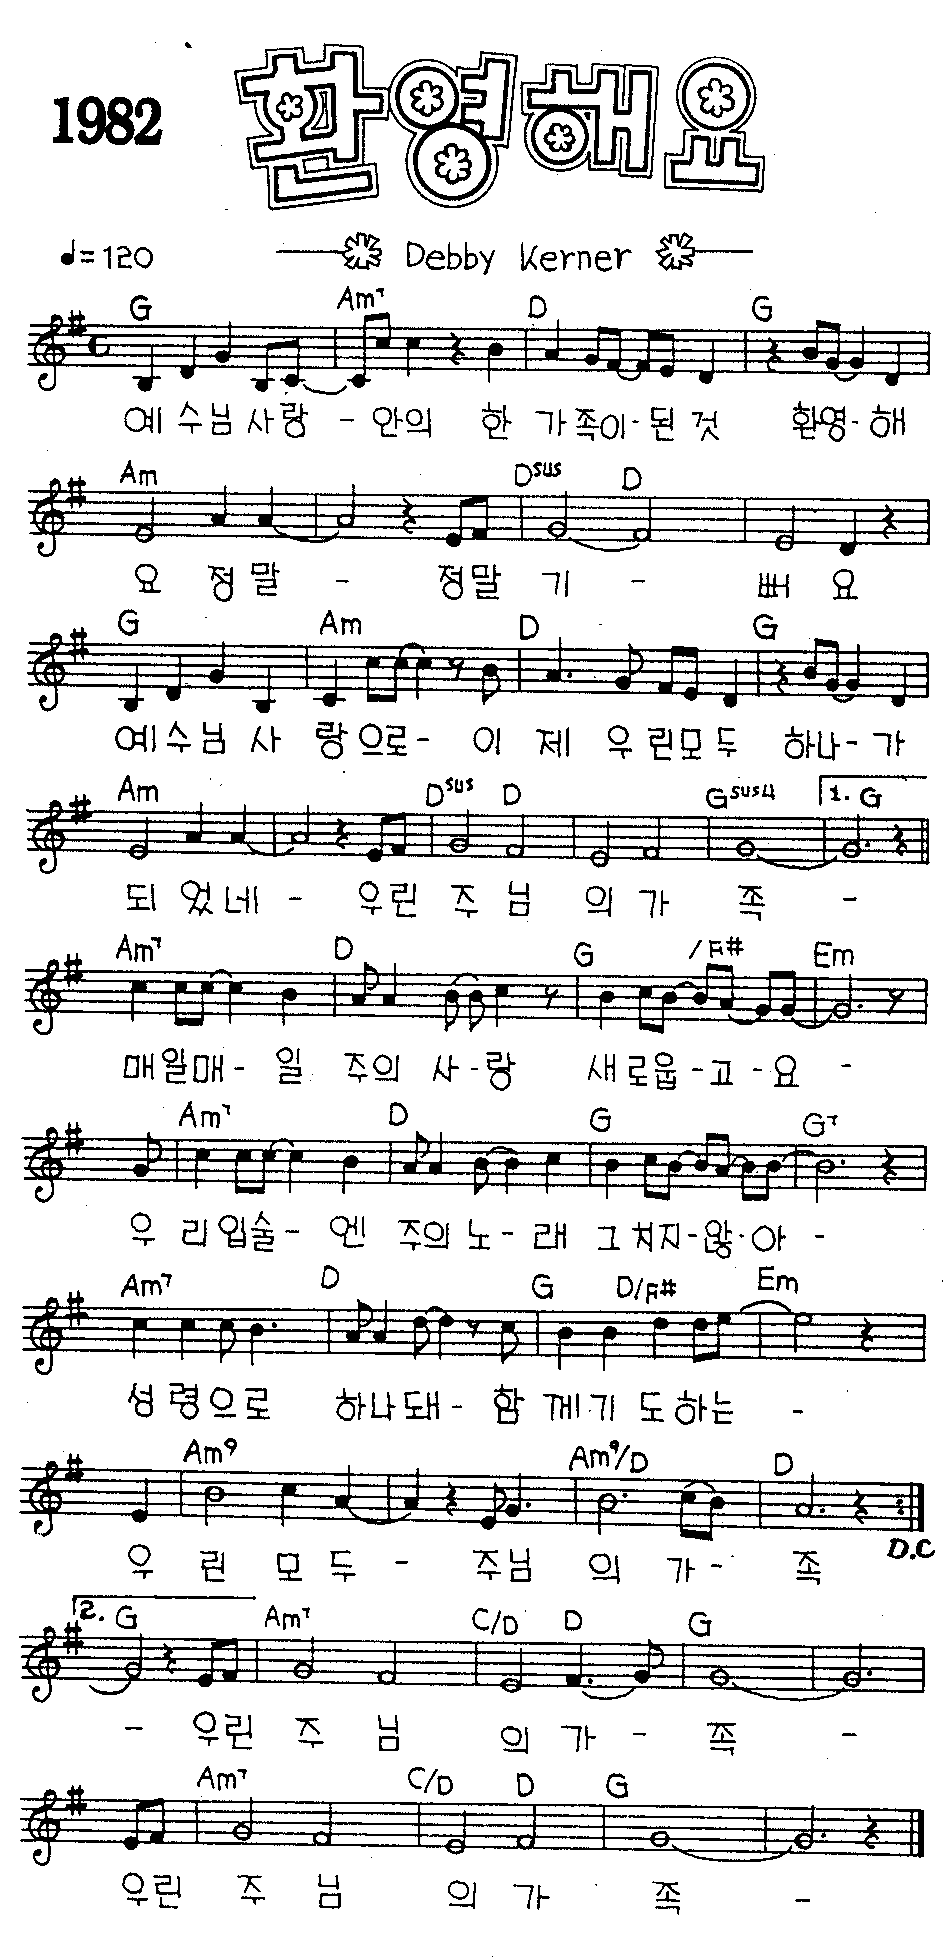 1982
환영해요
♩=120 Debby Kerner
G Am7 D G
예수님사랑 - 안의 한 가족이-된것 환영-해
Am Dsus D
요 정말 - 정말 기 - 뻐 요
G Am D G
예수님 사 랑으로- 이 제 우린모두 하나-가
Am Dsus D Gsus4 1. G
되 었네 - 우린 주 님 의 가 족 -
Am7 D G /F# Em
매일매- 일 주의 사-랑 새로웁-고-요 -
Am7 D G G7
우 리입술- 엔 주의노-래 그치지-않-아 -
Am7 D G D/F# Em
성령으로 하나돼- 함께기도하는 -
Am9 Am9/D D
우 린 모두 - 주님 의 가- 족
D.C
2. G Am7 C/D D G
- 우린 주 님 의 가 - 족 -
Am7 C/D D G
우린 주 님 의 가 족 -